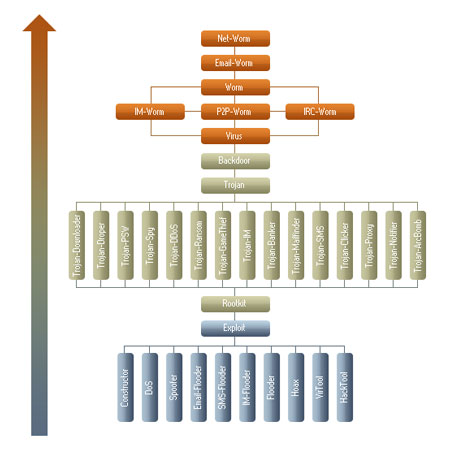 Net-Worm
Email-Worm
Worm
IM-Worm
P2P-Worm
IRC-Worm
Virus
Backdoor
Trojan
Trojan-Downloader
Trojan-Droper
Trojan-PSW
Trojan-Spy
Trojan-DDoS
Trojan-Ransom
Trojan-GameThief
Trojan-IM
Trojan-Banker
Trojan-Mailfinder
Trojan-SMS
Trojan-Clicker
Trojan-Proxy
Trojan-Notifier
Trojan-ArcBomb
Rootkit
Exploit
Constructor
DoS
Spoofer
Email-Flooder
SMS-Flooder
IM-Flooder
Flooder
Hoax
VirTool
HackTool